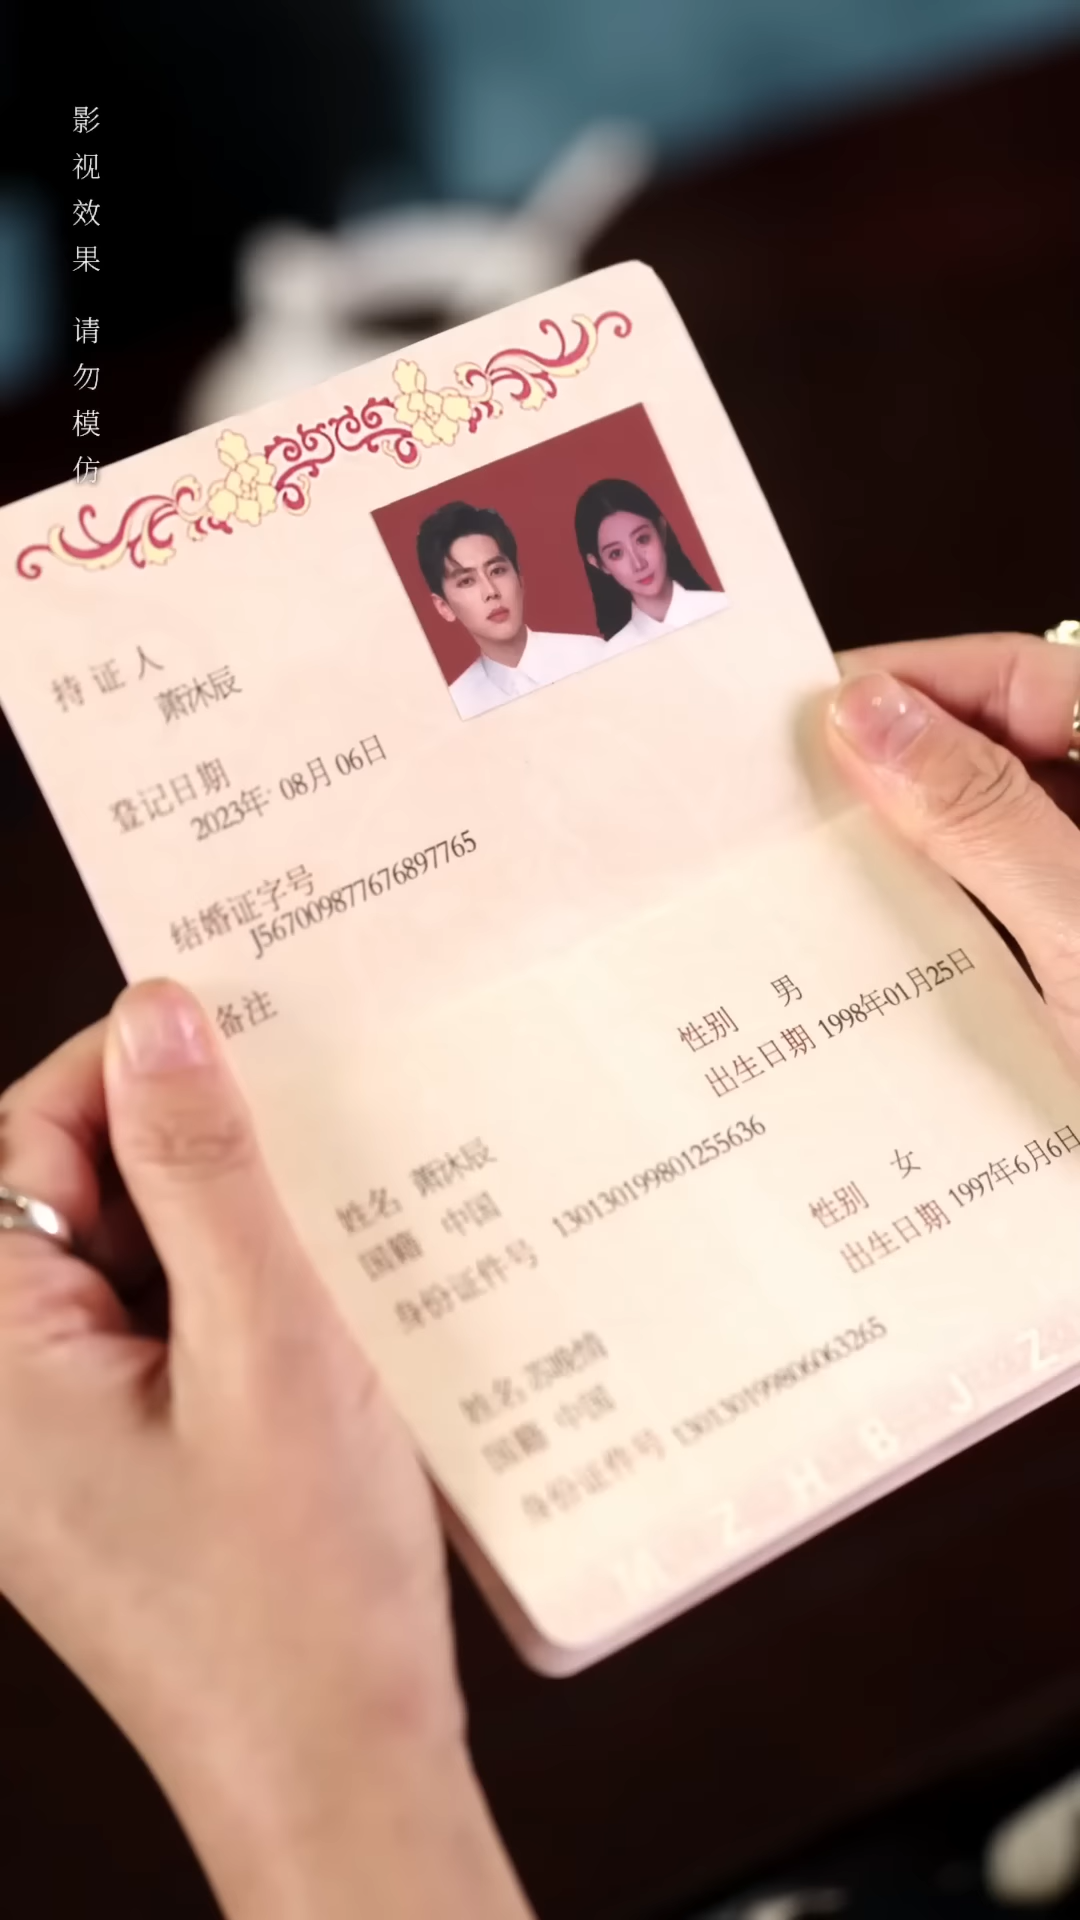 影视效果 请勿模仿
持证人
萧沐辰
登记日期
2023年 08月 06日
结婚证字号
J567009877676897765
备注
姓名 萧沐辰 性别 男
国籍 中国 出生日期 1998年01月25日
身份证件号 130130199801255636
姓名 苏晚情 性别 女
国籍 中国 出生日期 1997年6月6日
身份证件号 130130199806063265
Z H B J Z